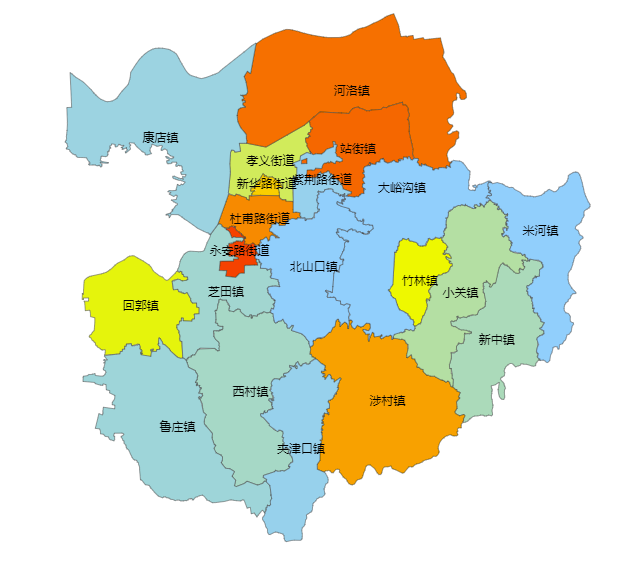 河洛镇
康店镇
站街镇
孝义街道
紫荆路街道
新华路街道
大峪沟镇
杜甫路街道
米河镇
永安路街道
北山口镇
竹林镇
芝田镇
小关镇
回郭镇
新中镇
西村镇
涉村镇
鲁庄镇
夹津口镇